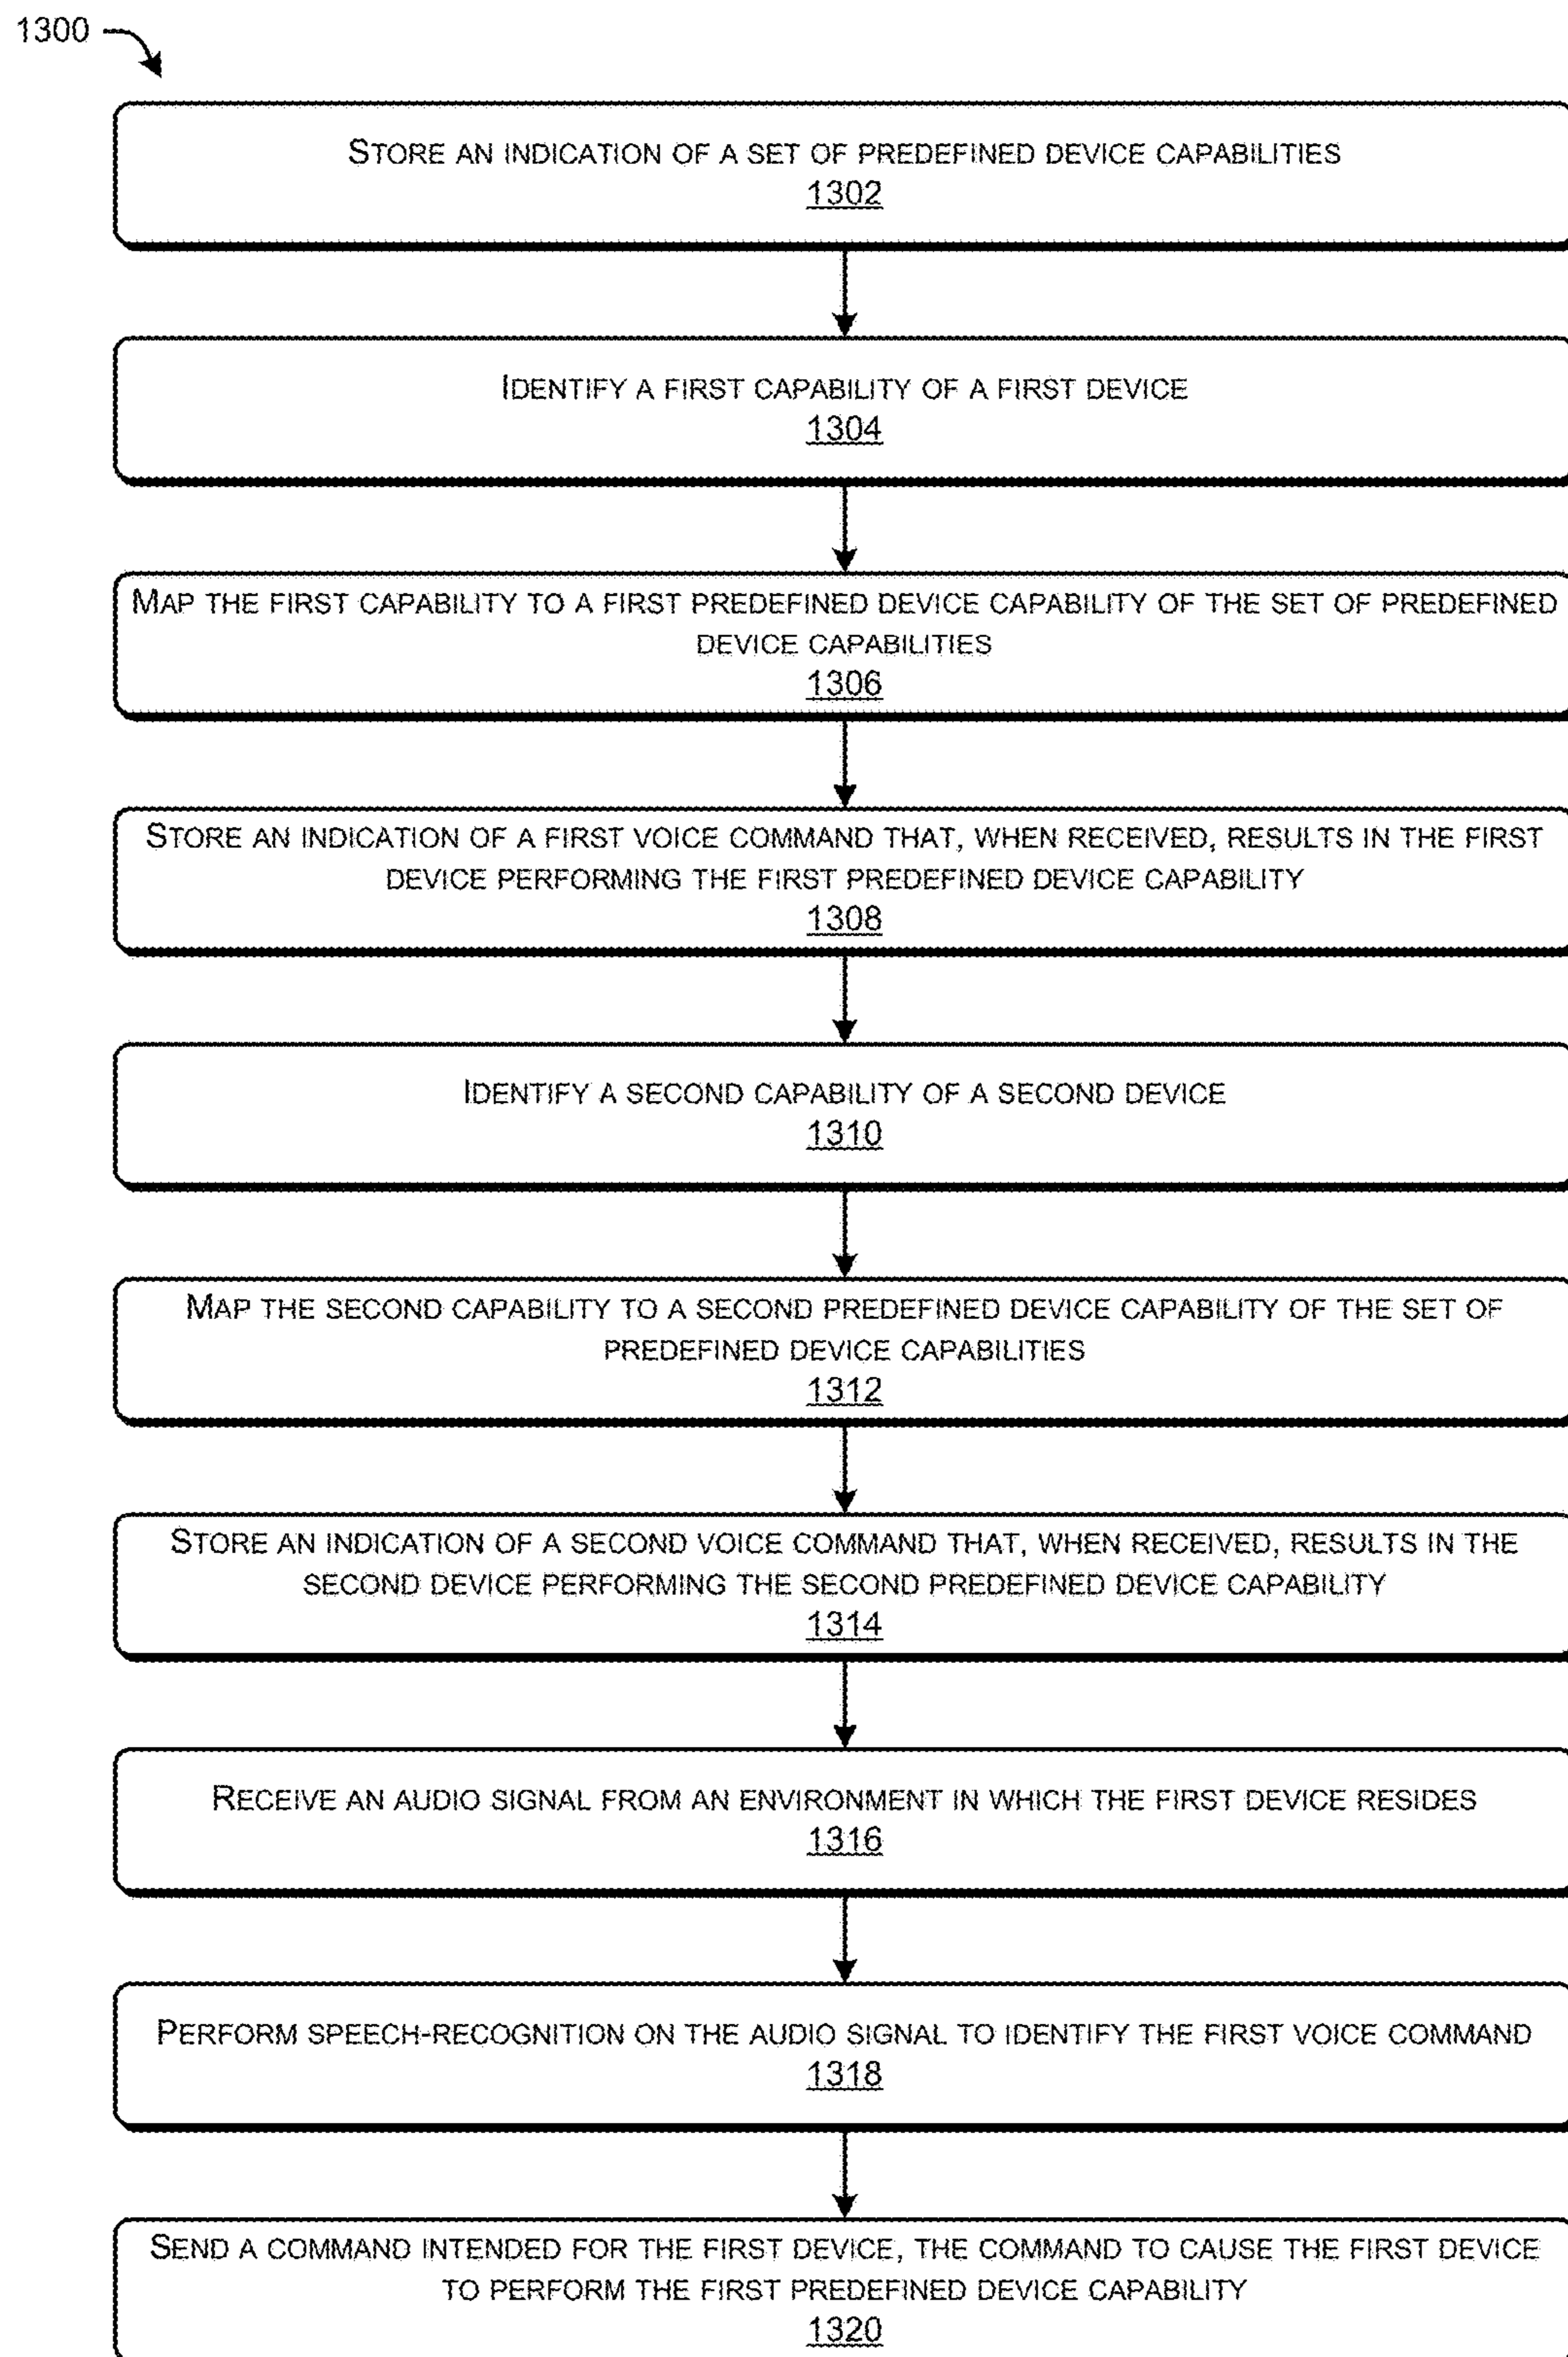 1300
STORE AN INDICATION OF A SET OF PREDEFINED DEVICE CAPABILITIES
1302
IDENTIFY A FIRST CAPABILITY OF A FIRST DEVICE
1304
MAP THE FIRST CAPABILITY TO A FIRST PREDEFINED DEVICE CAPABILITY OF THE SET OF PREDEFINED
DEVICE CAPABILITIES
1306
STORE AN INDICATION OF A FIRST VOICE COMMAND THAT, WHEN RECEIVED, RESULTS IN THE FIRST
DEVICE PERFORMING THE FIRST PREDEFINED DEVICE CAPABILITY
1308
IDENTIFY A SECOND CAPABILITY OF A SECOND DEVICE
1310
MAP THE SECOND CAPABILITY TO A SECOND PREDEFINED DEVICE CAPABILITY OF THE SET OF
PREDEFINED DEVICE CAPABILITIES
1312
STORE AN INDICATION OF A SECOND VOICE COMMAND THAT, WHEN RECEIVED, RESULTS IN THE
SECOND DEVICE PERFORMING THE SECOND PREDEFINED DEVICE CAPABILITY
1314
RECEIVE AN AUDIO SIGNAL FROM AN ENVIRONMENT IN WHICH THE FIRST DEVICE RESIDES
1316
PERFORM SPEECH-RECOGNITION ON THE AUDIO SIGNAL TO IDENTIFY THE FIRST VOICE COMMAND
1318
SEND A COMMAND INTENDED FOR THE FIRST DEVICE, THE COMMAND TO CAUSE THE FIRST DEVICE
TO PERFORM THE FIRST PREDEFINED DEVICE CAPABILITY
1320